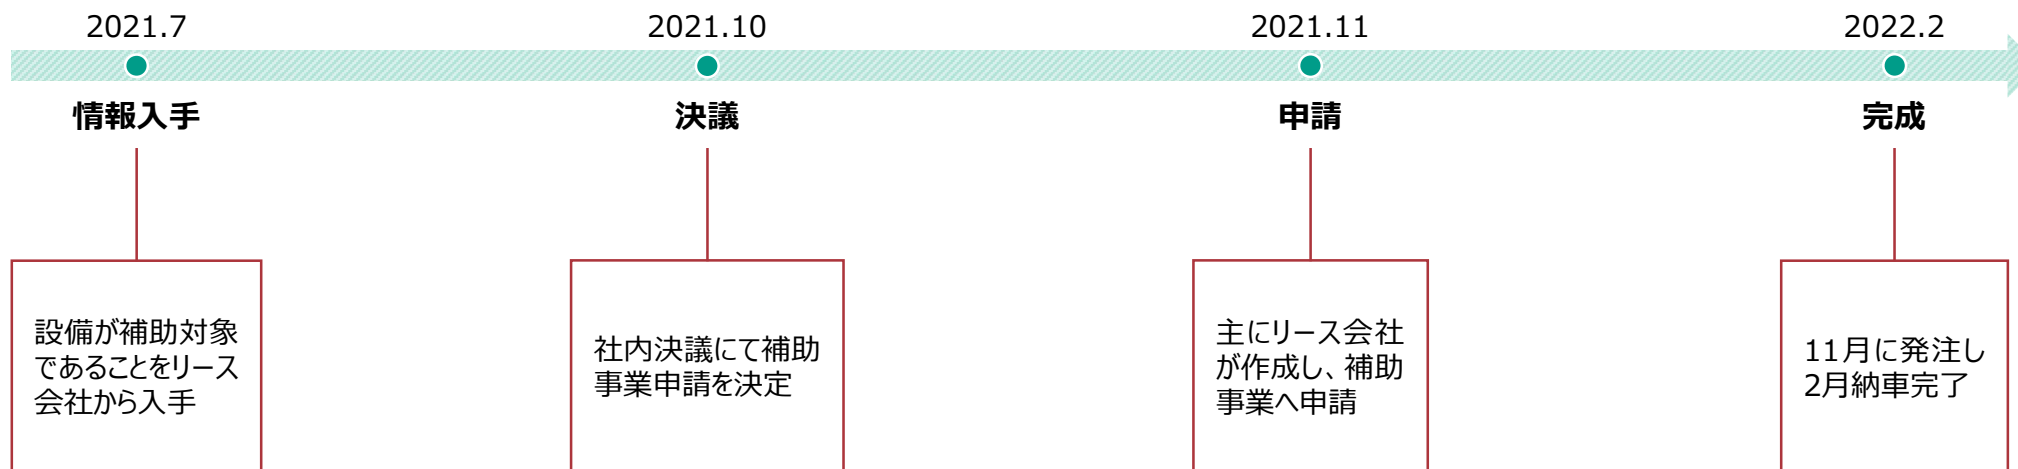 2021.7
2021.10
2021.11
2022.2
情報入手
決議
申請
完成
設備が補助対象
であることをリース
会社から入手
社内決議にて補助
事業申請を決定
主にリース会社
が作成し、補助
事業へ申請
11月に発注し
2月納車完了